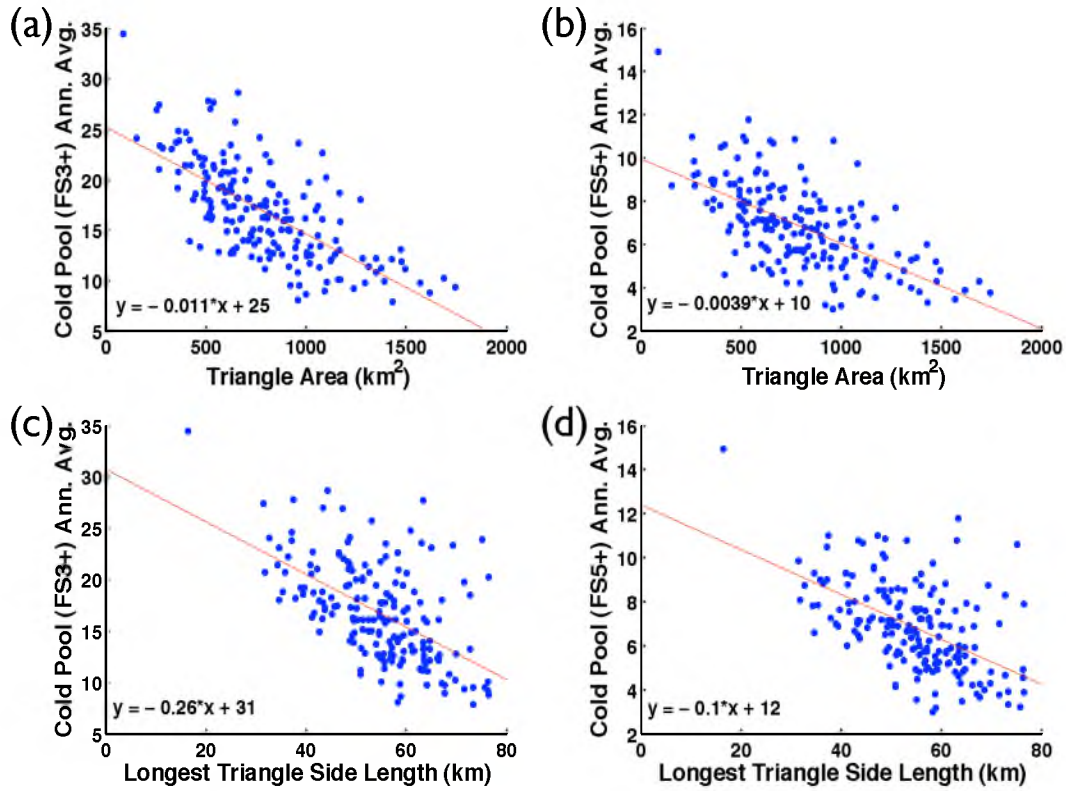 (a)
Cold Pool (FS3+) Ann. Avg.
35
30
25
20
15
10
5
y = − 0.011*x + 25
0 500 1000 1500 2000
Triangle Area (km²)
(b)
Cold Pool (FS5+) Ann. Avg.
16
14
12
10
8
6
4
2
y = − 0.0039*x + 10
0 500 1000 1500 2000
Triangle Area (km²)
(c)
Cold Pool (FS3+) Ann. Avg.
35
30
25
20
15
10
5
y = − 0.26*x + 31
0 20 40 60 80
Longest Triangle Side Length (km)
(d)
Cold Pool (FS5+) Ann. Avg.
16
14
12
10
8
6
4
2
y = − 0.1*x + 12
0 20 40 60 80
Longest Triangle Side Length (km)